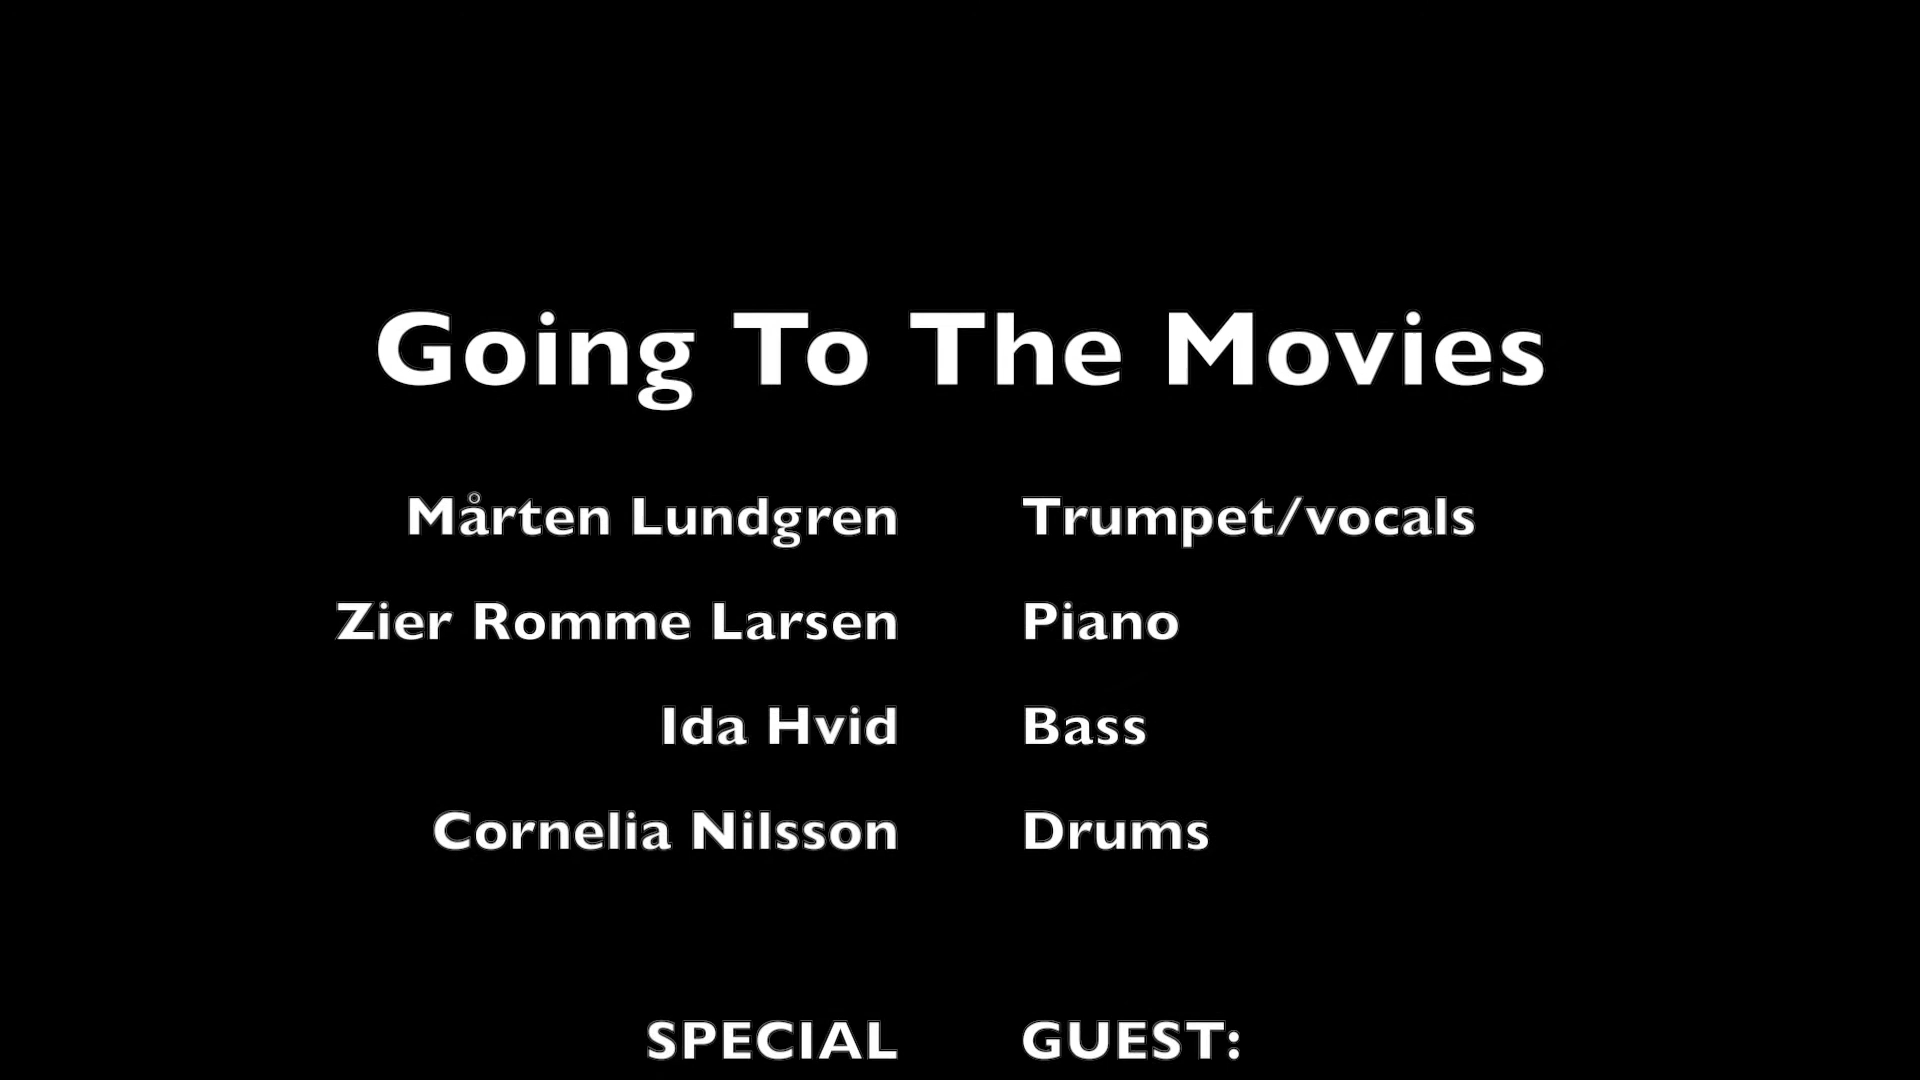 Going To The Movies
Mårten Lundgren Trumpet/vocals
Zier Romme Larsen Piano
Ida Hvid Bass
Cornelia Nilsson Drums
SPECIAL GUEST: